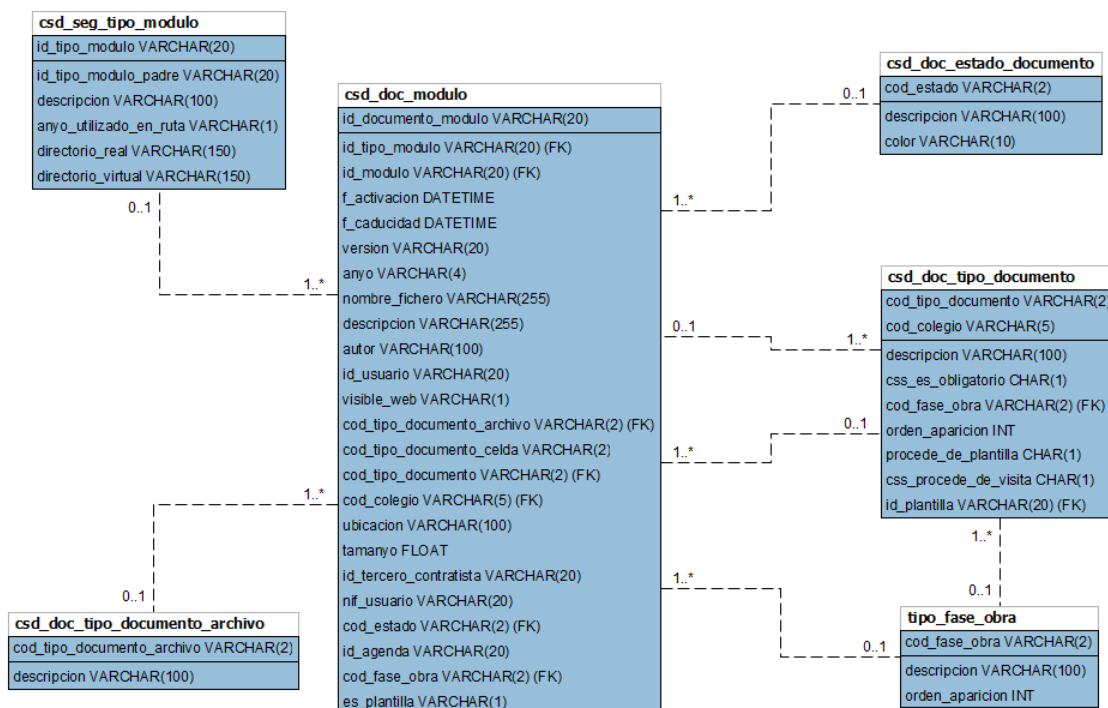 csd_seg_tipo_modulo
id_tipo_modulo VARCHAR(20)
id_tipo_modulo_padre VARCHAR(20)
descripcion VARCHAR(100)
anyo_utilizado_en_ruta VARCHAR(1)
directorio_real VARCHAR(150)
directorio_virtual VARCHAR(150)
0..1
1..*
csd_doc_modulo
id_documento_modulo VARCHAR(20)
id_tipo_modulo VARCHAR(20) (FK)
id_modulo VARCHAR(20) (FK)
f_activacion DATETIME
f_caducidad DATETIME
version VARCHAR(20)
anyo VARCHAR(4)
nombre_fichero VARCHAR(255)
descripcion VARCHAR(255)
autor VARCHAR(100)
id_usuario VARCHAR(20)
visible_web VARCHAR(1)
cod_tipo_documento_archivo VARCHAR(2) (FK)
cod_tipo_documento_celda VARCHAR(2)
cod_tipo_documento VARCHAR(2) (FK)
cod_colegio VARCHAR(5) (FK)
ubicacion VARCHAR(100)
tamanyo FLOAT
id_tercero_contratista VARCHAR(20)
nif_usuario VARCHAR(20)
cod_estado VARCHAR(2) (FK)
id_agenda VARCHAR(20)
cod_fase_obra VARCHAR(2) (FK)
es_plantilla VARCHAR(1)
csd_doc_estado_documento
cod_estado VARCHAR(2)
descripcion VARCHAR(100)
color VARCHAR(10)
0..1
1..*
csd_doc_tipo_documento
cod_tipo_documento VARCHAR(2)
cod_colegio VARCHAR(5)
descripcion VARCHAR(100)
css_es_obligatorio CHAR(1)
cod_fase_obra VARCHAR(2) (FK)
orden_aparicion INT
procede_de_plantilla CHAR(1)
css_procede_de_visita CHAR(1)
id_plantilla VARCHAR(20) (FK)
0..1
1..*
0..1
1..*
1..*
0..1
1..*
0..1
tipo_fase_obra
cod_fase_obra VARCHAR(2)
descripcion VARCHAR(100)
orden_aparicion INT
1..*
0..1
csd_doc_tipo_documento_archivo
cod_tipo_documento_archivo VARCHAR(2)
descripcion VARCHAR(100)